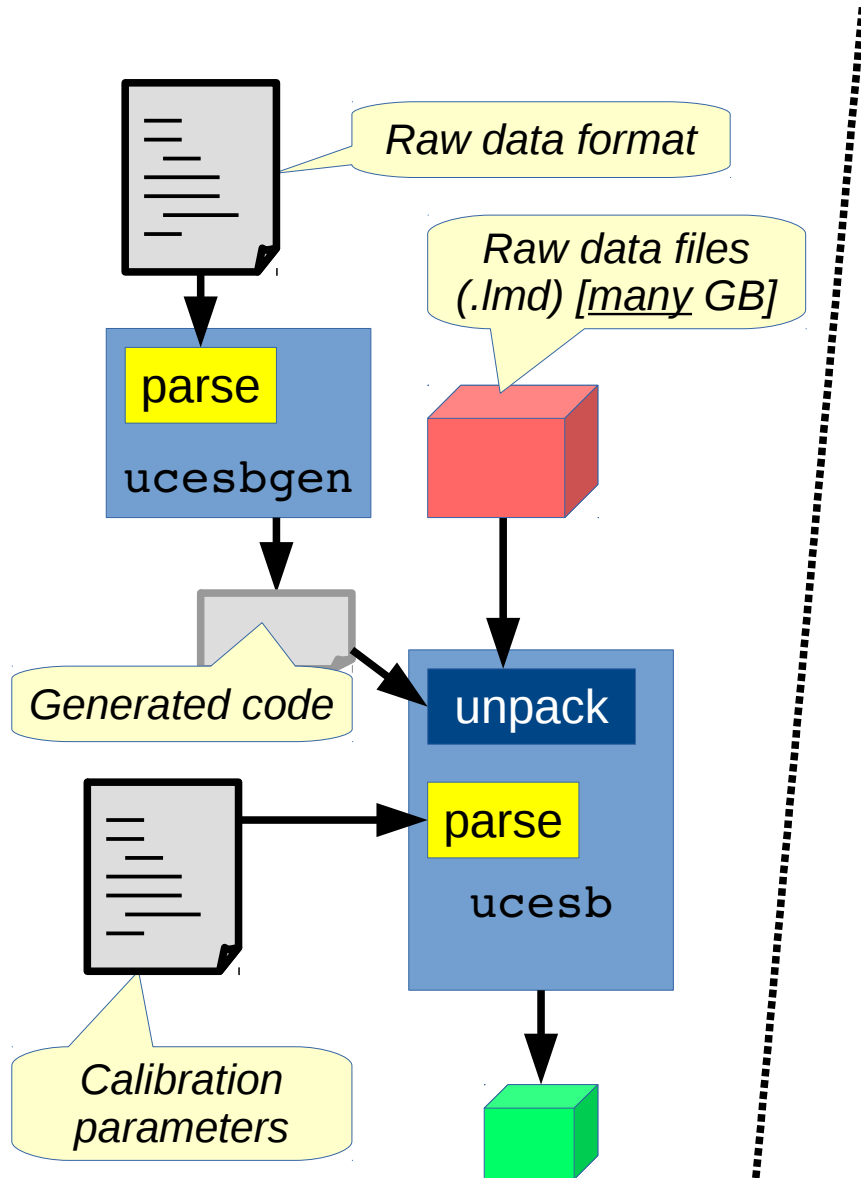 Raw data format
Raw data files
(.lmd) [many GB]
parse
ucesbgen
Generated code
unpack
parse
ucesb
Calibration
parameters